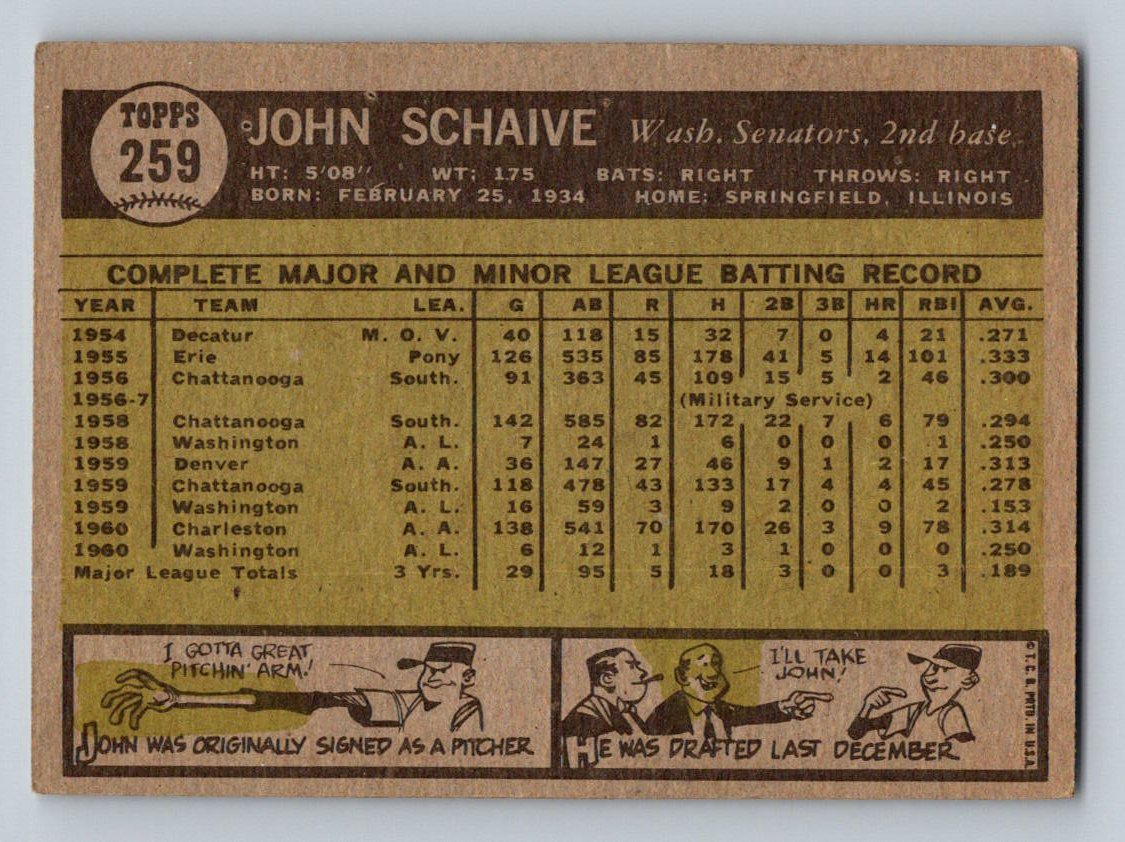 TOPPS
259
JOHN SCHAIVE Wash. Senators, 2nd base
HT: 5'08" WT: 175 BATS: RIGHT THROWS: RIGHT
BORN: FEBRUARY 25, 1934 HOME: SPRINGFIELD, ILLINOIS
COMPLETE MAJOR AND MINOR LEAGUE BATTING RECORD
YEAR TEAM LEA. G AB R H 2B 3B HR RBI AVG.
1954 Decatur M. O. V. 40 118 15 32 7 0 4 21 .271
1955 Erie Pony 126 535 85 178 41 5 14 101 .333
1956 Chattanooga South. 91 363 45 109 15 5 2 46 .300
1956-7 (Military Service)
1958 Chattanooga South. 142 585 82 172 22 7 6 79 .294
1958 Washington A. L. 7 24 1 6 0 0 0 1 .250
1959 Denver A. A. 36 147 27 46 9 1 2 17 .313
1959 Chattanooga South. 118 478 43 133 17 4 4 45 .278
1959 Washington A. L. 16 59 3 9 2 0 0 2 .153
1960 Charleston A. A. 138 541 70 170 26 3 9 78 .314
1960 Washington A. L. 6 12 1 3 1 0 0 0 .250
Major League Totals 3 Yrs. 29 95 5 18 3 0 0 3 .189
I GOTTA GREAT
PITCHIN' ARM!
JOHN WAS ORIGINALLY SIGNED AS A PITCHER
I'LL TAKE
JOHN!
HE WAS DRAFTED LAST DECEMBER
© T. C. G. PRTD. IN U.S.A.